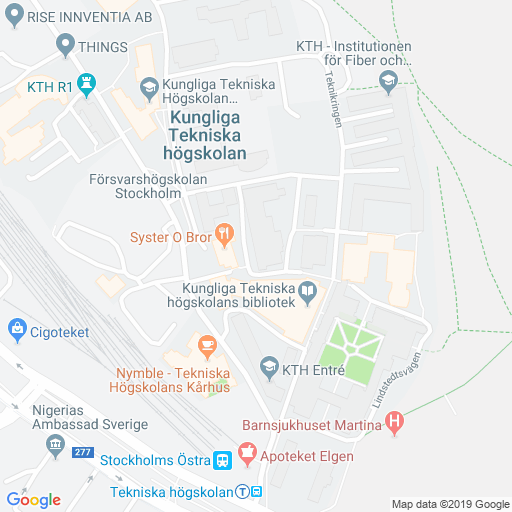 RISE INNVENTIA AB
THINGS
KTH - Institutionen
för Fiber och...
KTH R1
Kungliga Tekniska
Högskolan...
Teknikringen
Kungliga
Tekniska
högskolan
Försvarshögskolan
Stockholm
Syster O Bror
Kungliga Tekniska
högskolans bibliotek
Cigoteket
Nymble - Tekniska
Högskolans Kårhus
KTH Entré
Lindstedtsvägen
Nigerias
Ambassad Sverige
Barnsjukhuset Martina
277
Stockholms Östra
Apoteket Elgen
Tekniska högskolan
Google
Map data ©2019 Google